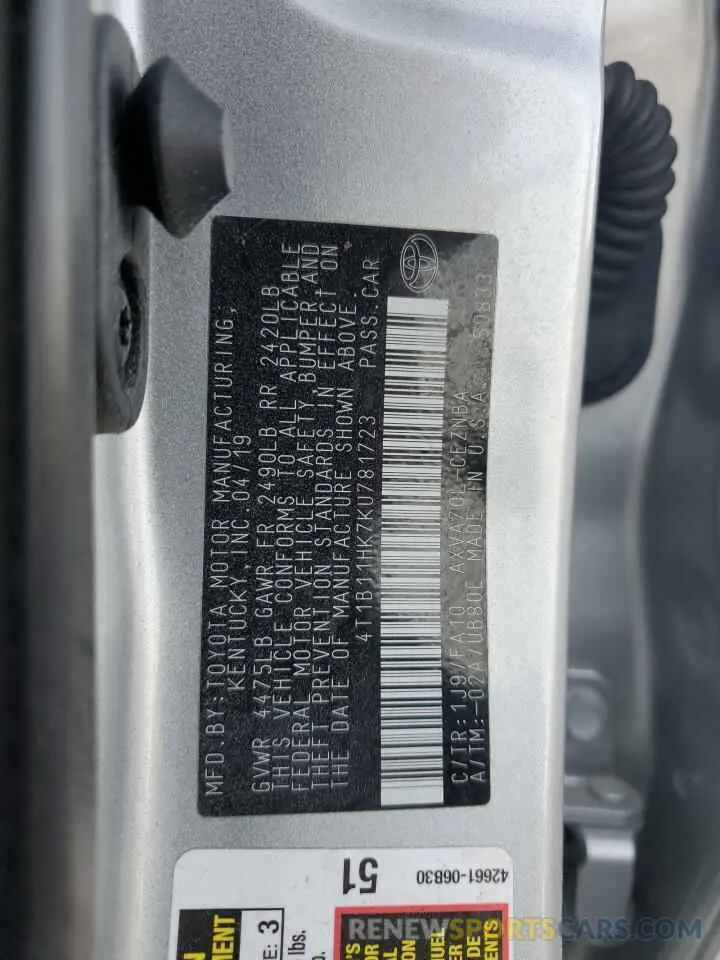 MFD.BY:TOYOTA MOTOR MANUFACTURING,
KENTUCKY, INC. 04/19
GVWR 4475LB GAWR FR 2490LB RR 2420LB
THIS VEHICLE CONFORMS TO ALL APPLICABLE
FEDERAL MOTOR VEHICLE SAFETY, BUMPER AND
THEFT PREVENTION STANDARDS IN EFFECT ON
THE DATE OF MANUFACTURE SHOWN ABOVE.
4T1B11HK7KU781723 PASS.CAR
C/TR:1J9/FA10 AXVA70L-CEZNBA
A/TM:-02A/UB80E MADE IN U.S.A.
51
42661-06B30
MENT
E: 3
lbs.
RENEWSPORTSCARS.COM